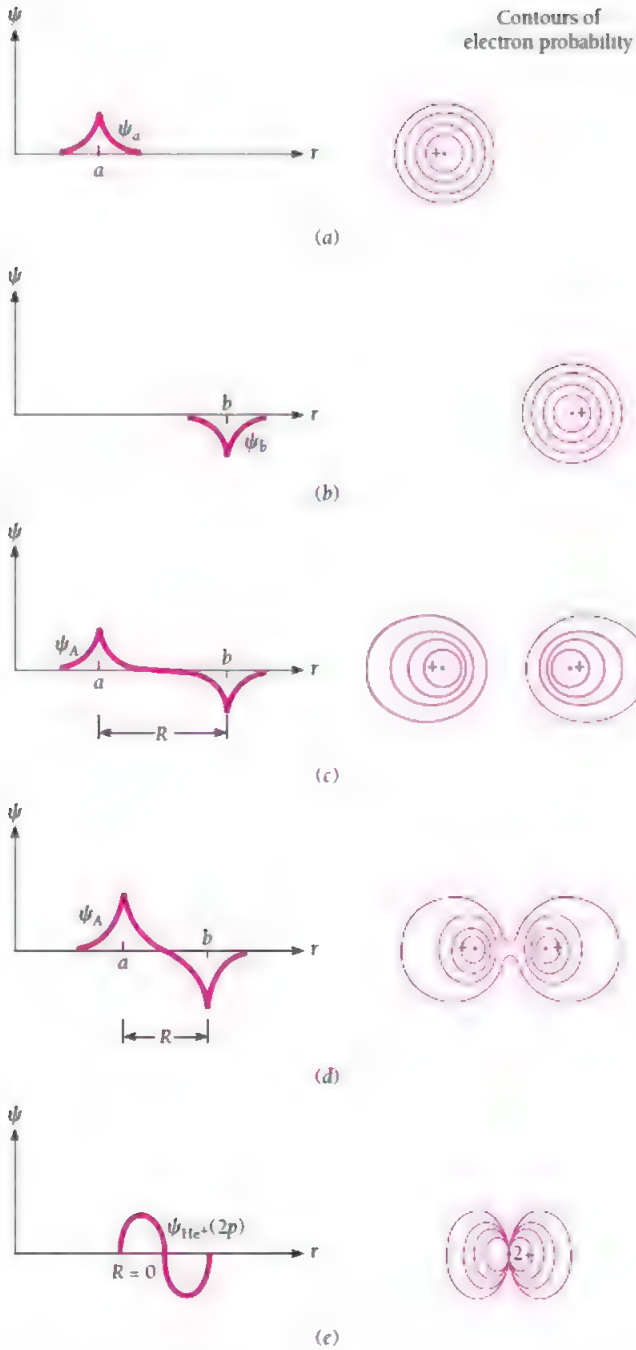 Contours of
electron probability
ψ
ψa
a
r
+
(a)
ψ
b
r
ψb
+
(b)
ψ
ψA
a
b
r
R
+
+
(c)
ψ
ψA
a
b
r
R
+
+
(d)
ψ
ψHe+(2p)
R = 0
r
2+
(e)